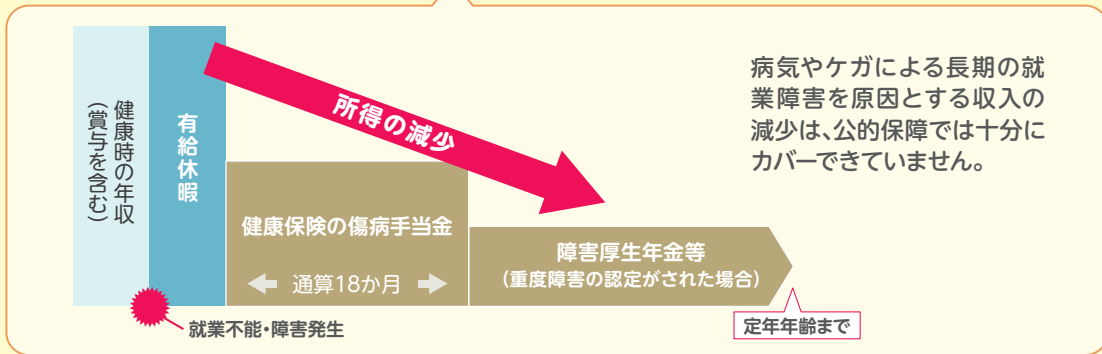 健康時の年収
(賞与を含む)
有給休暇
所得の減少
健康保険の傷病手当金
通算18か月
障害厚生年金等
(重度障害の認定がされた場合)
就業不能・障害発生
定年年齢まで
病気やケガによる長期の就
業障害を原因とする収入の
減少は、公的保障では十分に
カバーできていません。